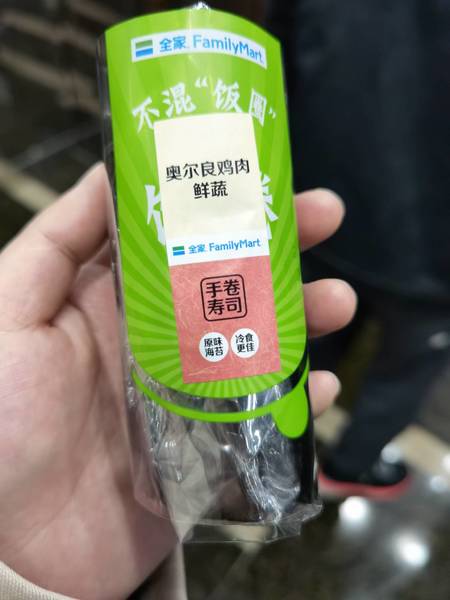 全家 FamilyMart
不混“饭圈”
奥尔良鸡肉
鲜蔬
全家 FamilyMart
手卷
寿司
原味
海苔
冷食
更佳